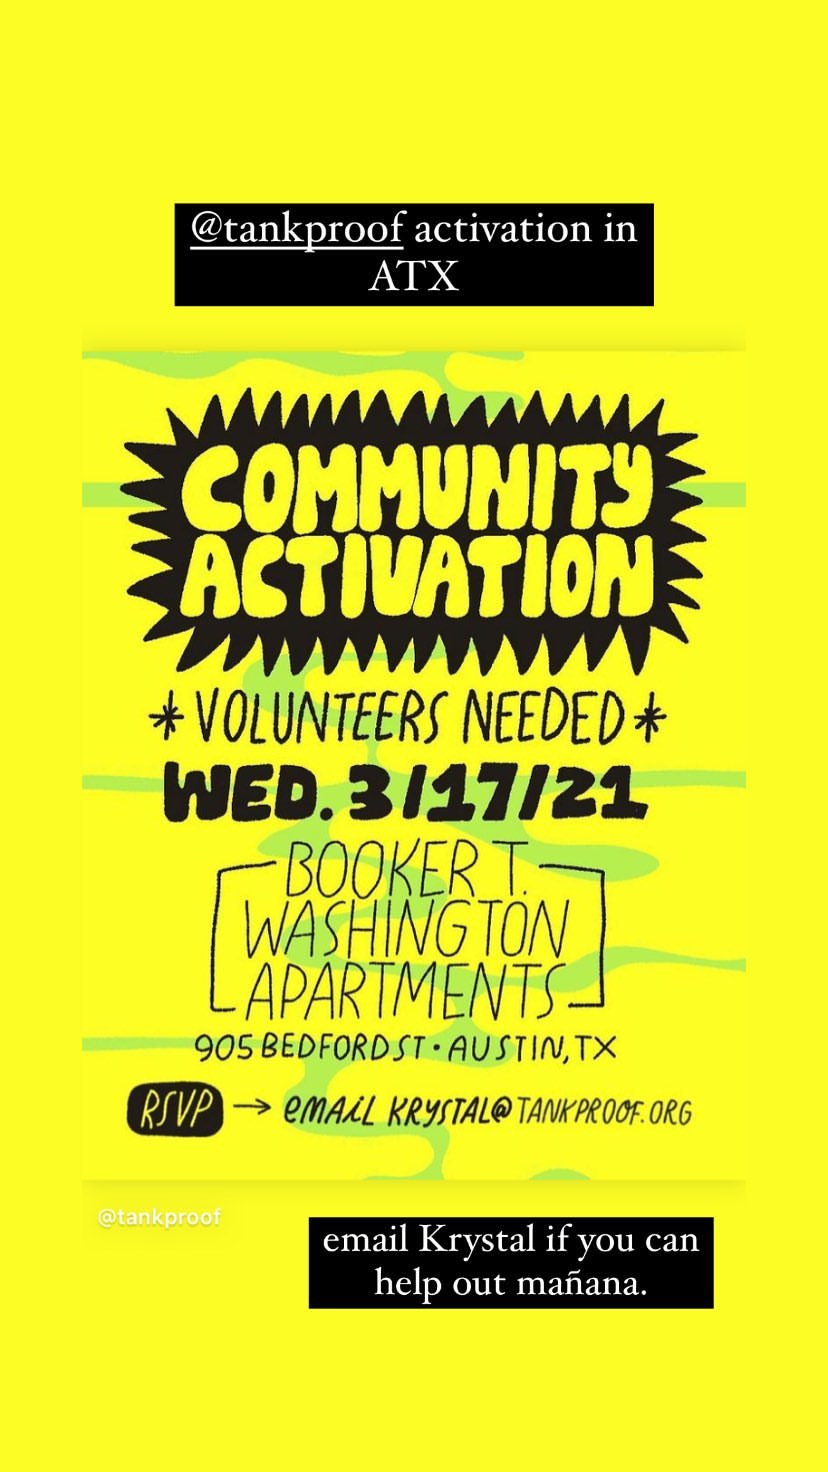 @tankproof activation in
ATX
COMMUNITY
ACTIVATION
* VOLUNTEERS NEEDED *
WED. 3/17/21
BOOKER T.
WASHINGTON
APARTMENTS
905 BEDFORD ST • AUSTIN, TX
RSVP → EMAiL KRYSTAL@TANKPROOF.ORG
@tankproof
email Krystal if you can
help out mañana.